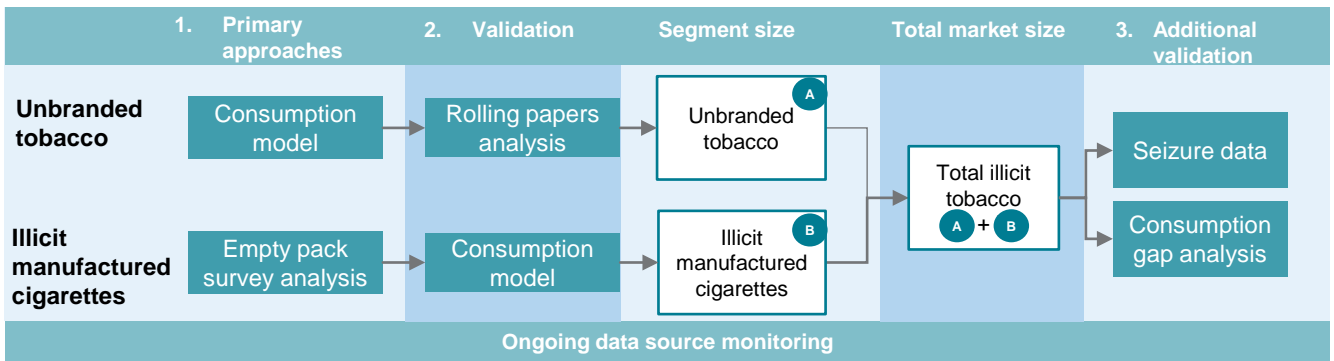 1. Primary
approaches
2. Validation
Segment size
Total market size
3. Additional
validation
Unbranded
tobacco
Consumption
model
Rolling papers
analysis
A
Unbranded
tobacco
Illicit
manufactured
cigarettes
Empty pack
survey analysis
Consumption
model
B
Illicit
manufactured
cigarettes
Total illicit
tobacco
A + B
Seizure data
Consumption
gap analysis
Ongoing data source monitoring